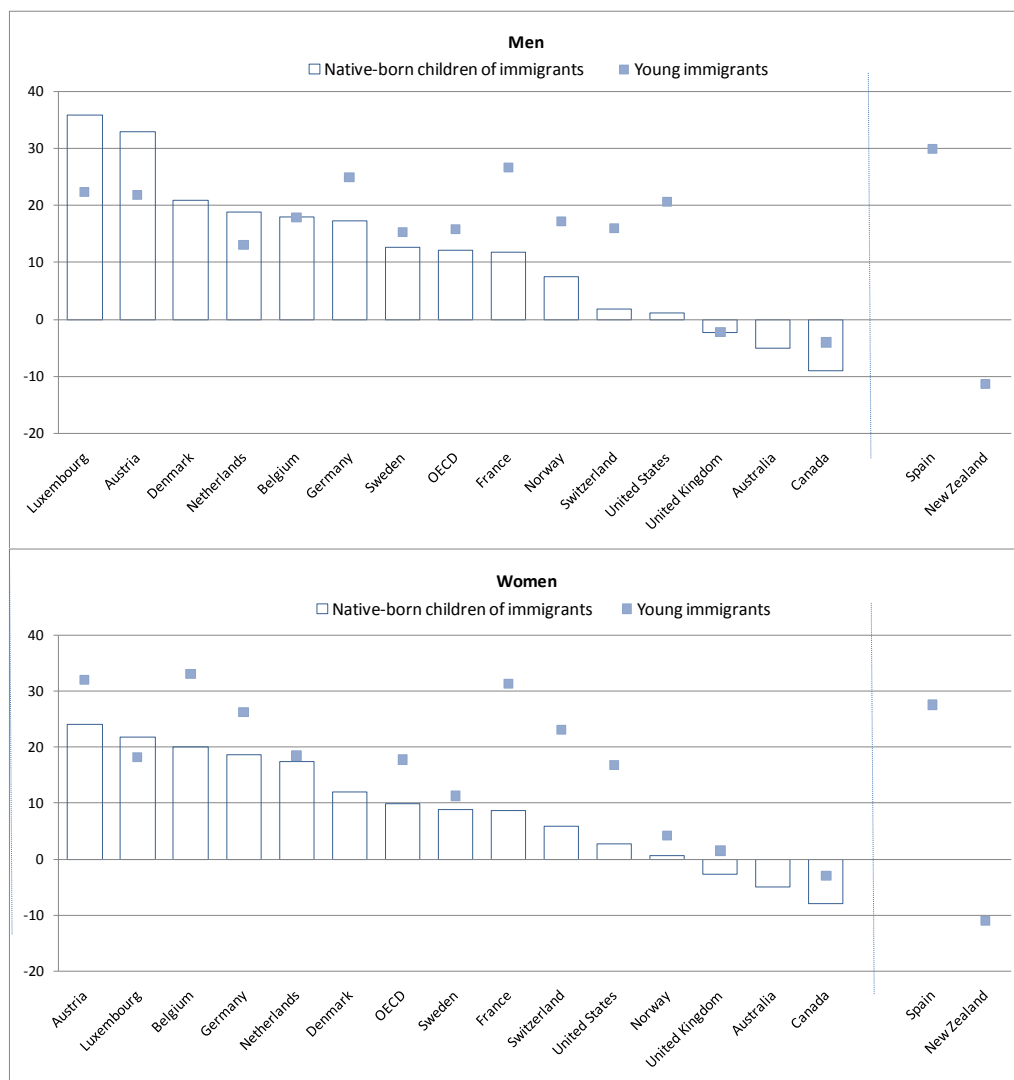 Men
Native-born children of immigrants Young immigrants
40
30
20
10
0
-10
-20
Luxembourg
Austria
Denmark
Netherlands
Belgium
Germany
Sweden
OECD
France
Norway
Switzerland
United States
United Kingdom
Australia
Canada
Spain
New Zealand
Women
Native-born children of immigrants Young immigrants
40
30
20
10
0
-10
-20
Austria
Luxembourg
Belgium
Germany
Netherlands
Denmark
OECD
Sweden
France
Switzerland
United States
Norway
United Kingdom
Australia
Canada
Spain
New Zealand